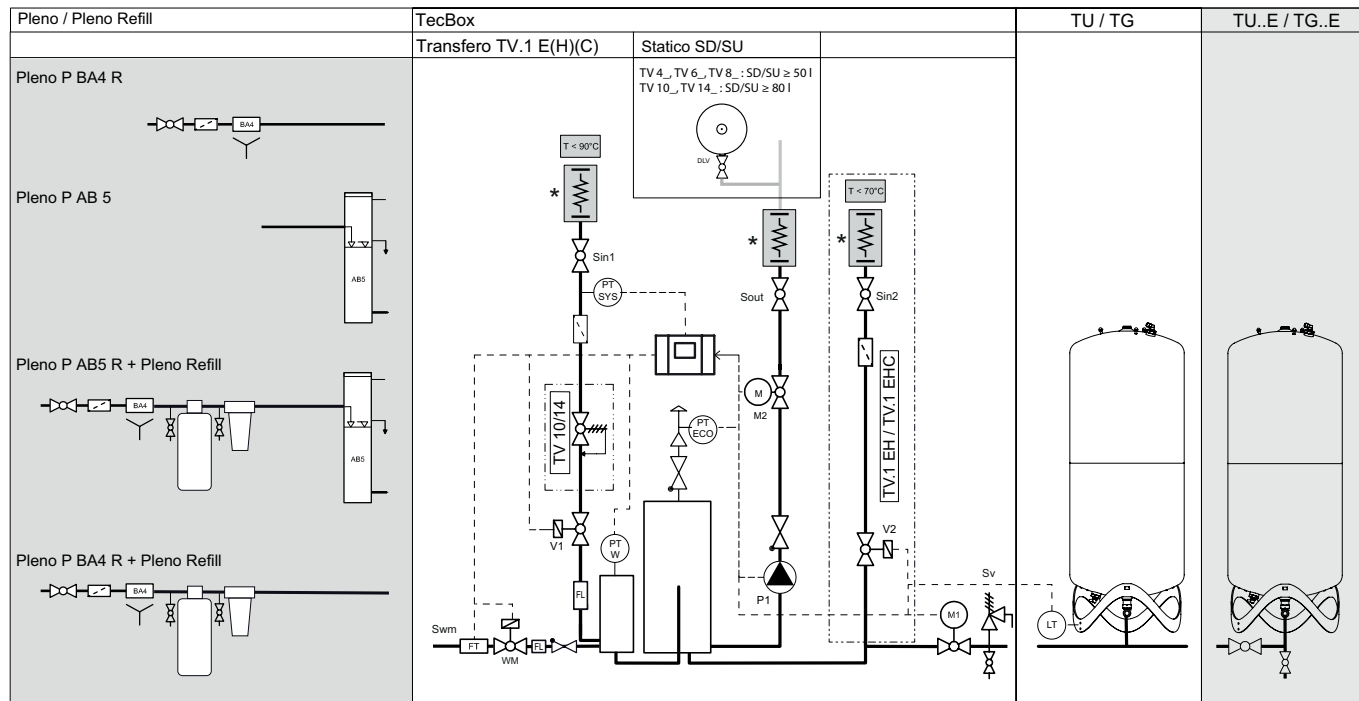 Pleno / Pleno Refill
TecBox
TU / TG
TU..E / TG..E
Transfero TV.1 E(H)(C)
Statico SD/SU
Pleno P BA4 R
BA4
Pleno P AB 5
AB5
Pleno P AB5 R + Pleno Refill
BA4
AB5
Pleno P BA4 R + Pleno Refill
BA4
TV 4_, TV 6_, TV 8_ : SD/SU ≥ 50 l
TV 10_, TV 14_ : SD/SU ≥ 80 l
DLV
T < 90°C
*
Sin1
PT
SYS
TV 10/14
V1
PT
W
FL
Swm
FT
WM
FL
PT
ECO
*
Sout
M
M2
P1
T < 70°C
*
Sin2
TV.1 EH / TV.1 EHC
V2
M1
Sv
LT